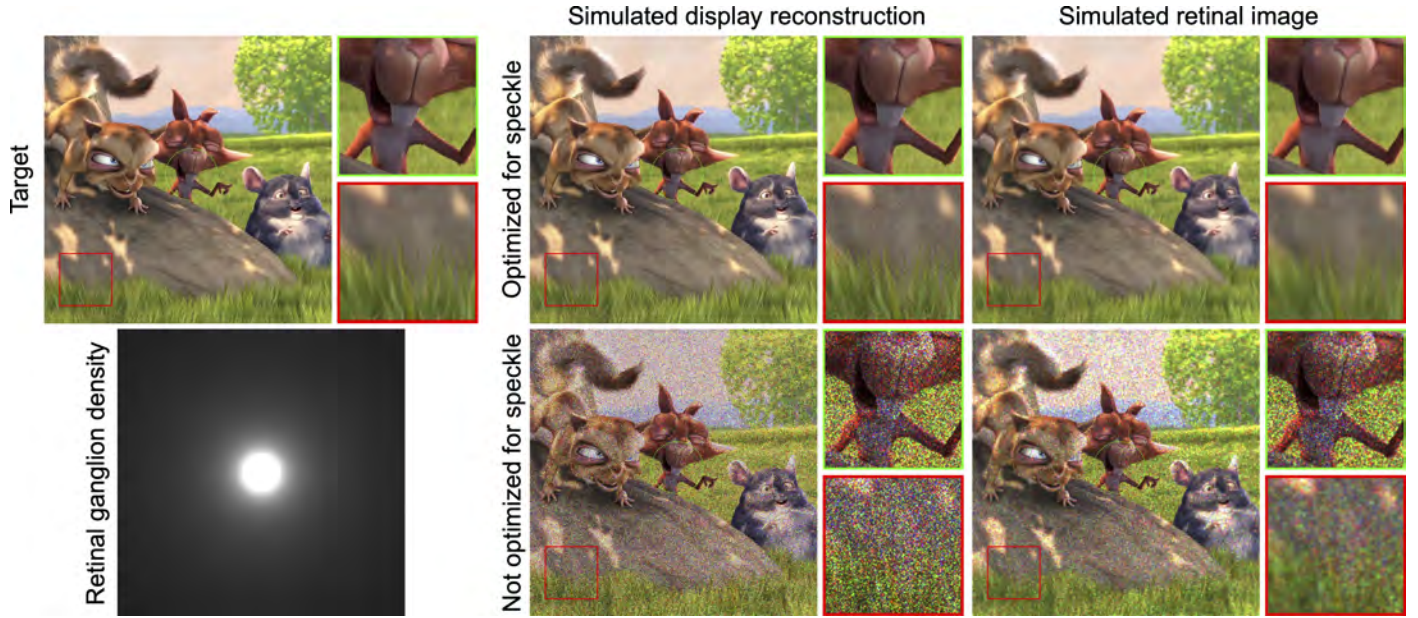 Simulated display reconstruction
Simulated retinal image
Target
Optimized for speckle
Retinal ganglion density
Not optimized for speckle